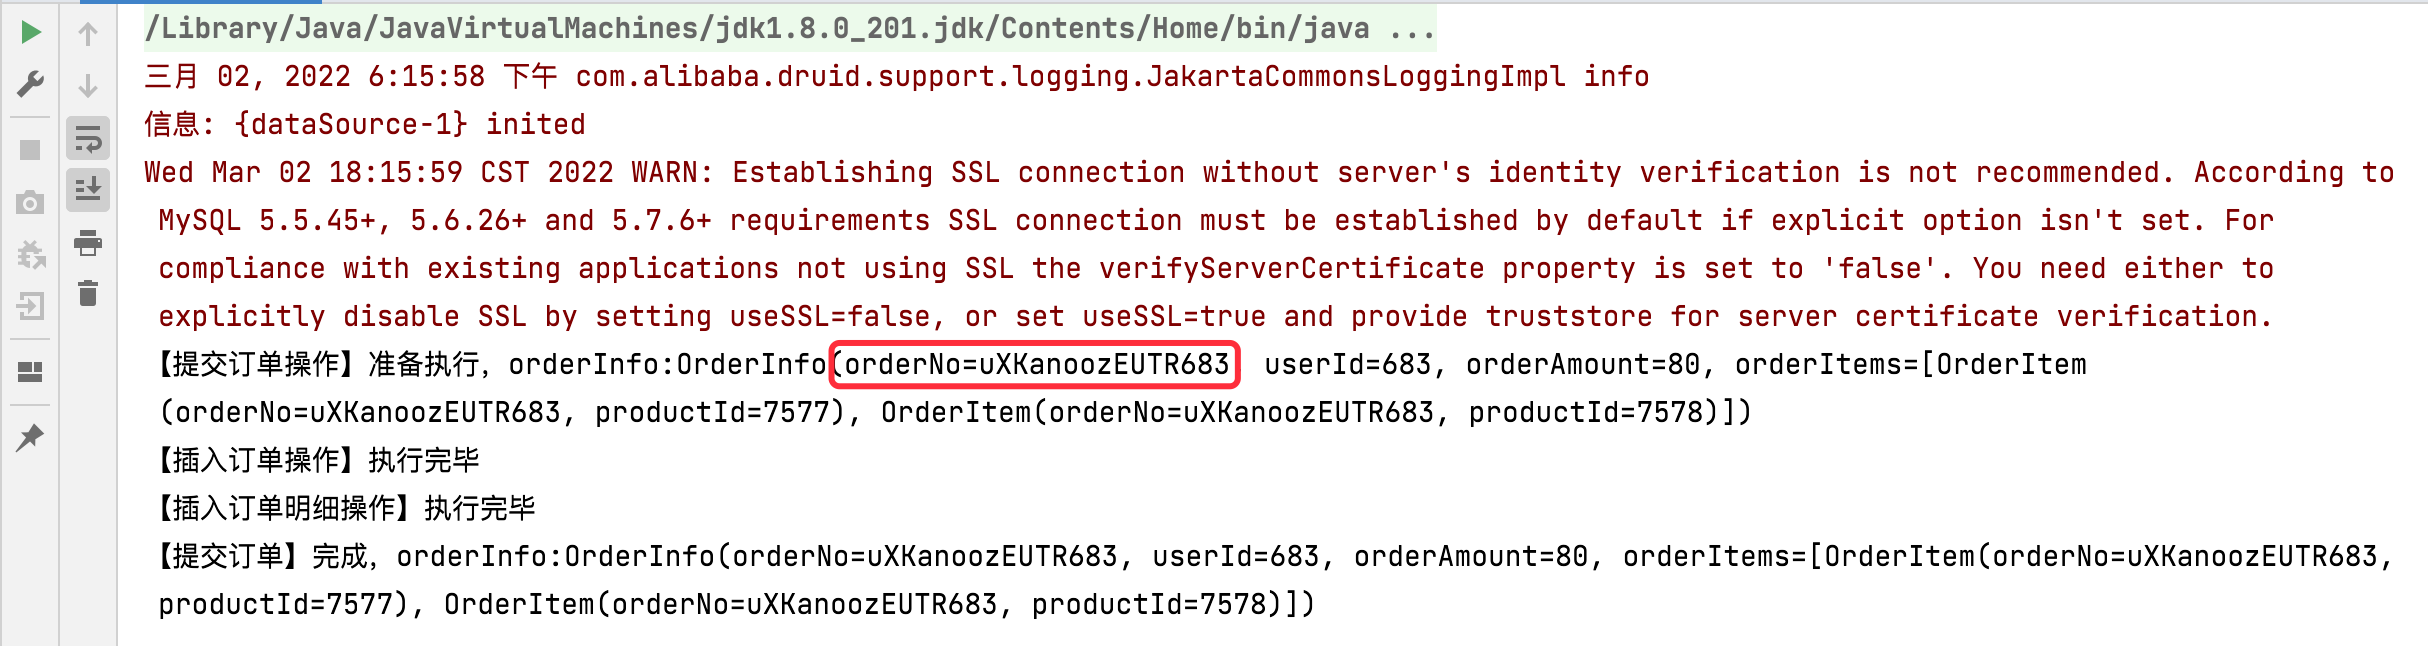 /Library/Java/JavaVirtualMachines/jdk1.8.0_201.jdk/Contents/Home/bin/java ...
三月 02, 2022 6:15:58 下午 com.alibaba.druid.support.logging.JakartaCommonsLoggingImpl info
信息: {dataSource-1} inited
Wed Mar 02 18:15:59 CST 2022 WARN: Establishing SSL connection without server's identity verification is not recommended. According to
MySQL 5.5.45+, 5.6.26+ and 5.7.6+ requirements SSL connection must be established by default if explicit option isn't set. For
compliance with existing applications not using SSL the verifyServerCertificate property is set to 'false'. You need either to
explicitly disable SSL by setting useSSL=false, or set useSSL=true and provide truststore for server certificate verification.
【提交订单操作】准备执行，orderInfo:OrderInfo(orderNo=uXKanoozEUTR683 userId=683, orderAmount=80, orderItems=[OrderItem
(orderNo=uXKanoozEUTR683, productId=7577), OrderItem(orderNo=uXKanoozEUTR683, productId=7578)])
【插入订单操作】执行完毕
【插入订单明细操作】执行完毕
【提交订单】完成，orderInfo:OrderInfo(orderNo=uXKanoozEUTR683, userId=683, orderAmount=80, orderItems=[OrderItem(orderNo=uXKanoozEUTR683,
productId=7577), OrderItem(orderNo=uXKanoozEUTR683, productId=7578)])